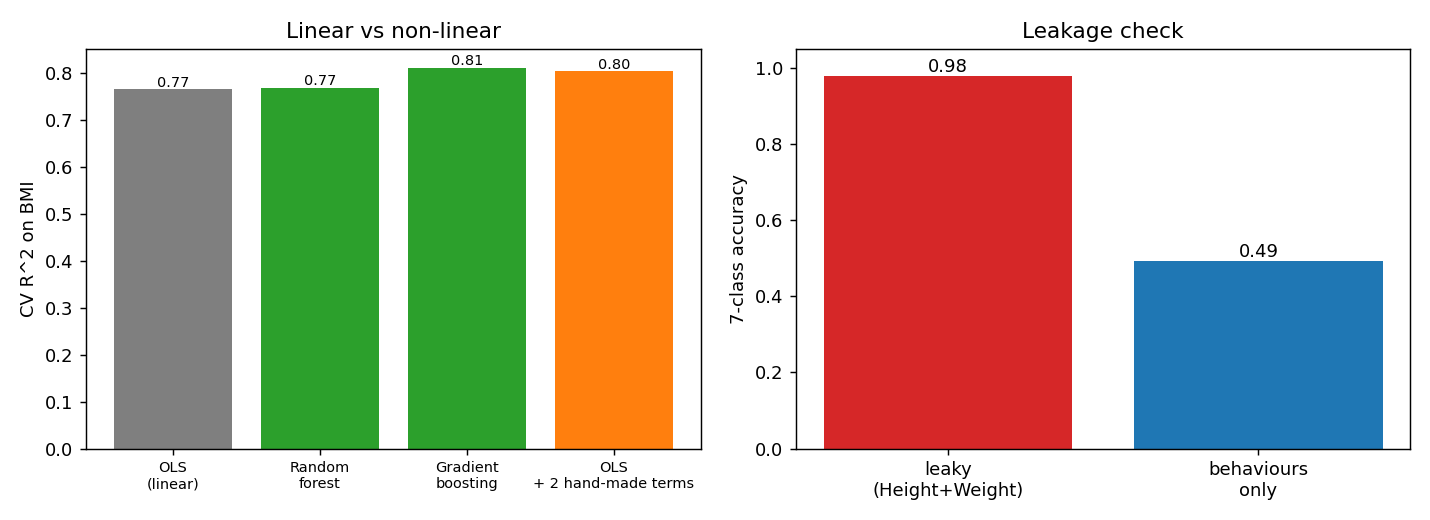 Linear vs non-linear
CV R^2 on BMI
0.8
0.7
0.6
0.5
0.4
0.3
0.2
0.1
0.0
0.77
0.77
0.81
0.80
OLS
(linear)
Random
forest
Gradient
boosting
OLS
+ 2 hand-made terms
Leakage check
7-class accuracy
1.0
0.8
0.6
0.4
0.2
0.0
0.98
0.49
leaky
(Height+Weight)
behaviours
only